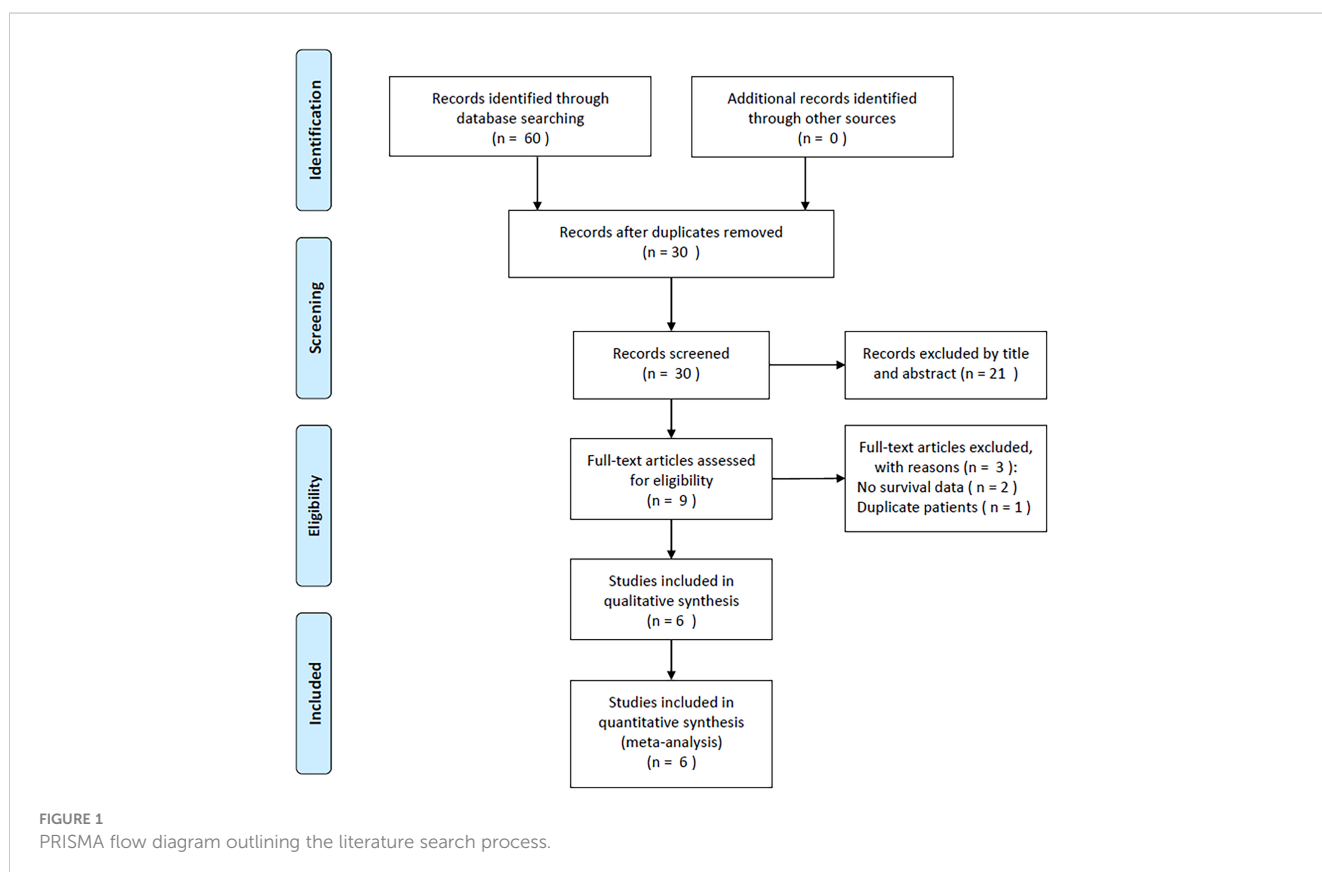 Identification
Records identified through
database searching
(n = 60 )
Additional records identified
through other sources
(n = 0 )
Records after duplicates removed
(n = 30 )
Screening
Records screened
(n = 30 )
Records excluded by title
and abstract (n = 21 )
Eligibility
Full-text articles assessed
for eligibility
(n = 9 )
Full-text articles excluded,
with reasons (n = 3 ):
No survival data ( n = 2 )
Duplicate patients ( n = 1 )
Studies included in
qualitative synthesis
(n = 6 )
Included
Studies included in
quantitative synthesis
(meta-analysis)
(n = 6 )
FIGURE 1
PRISMA flow diagram outlining the literature search process.